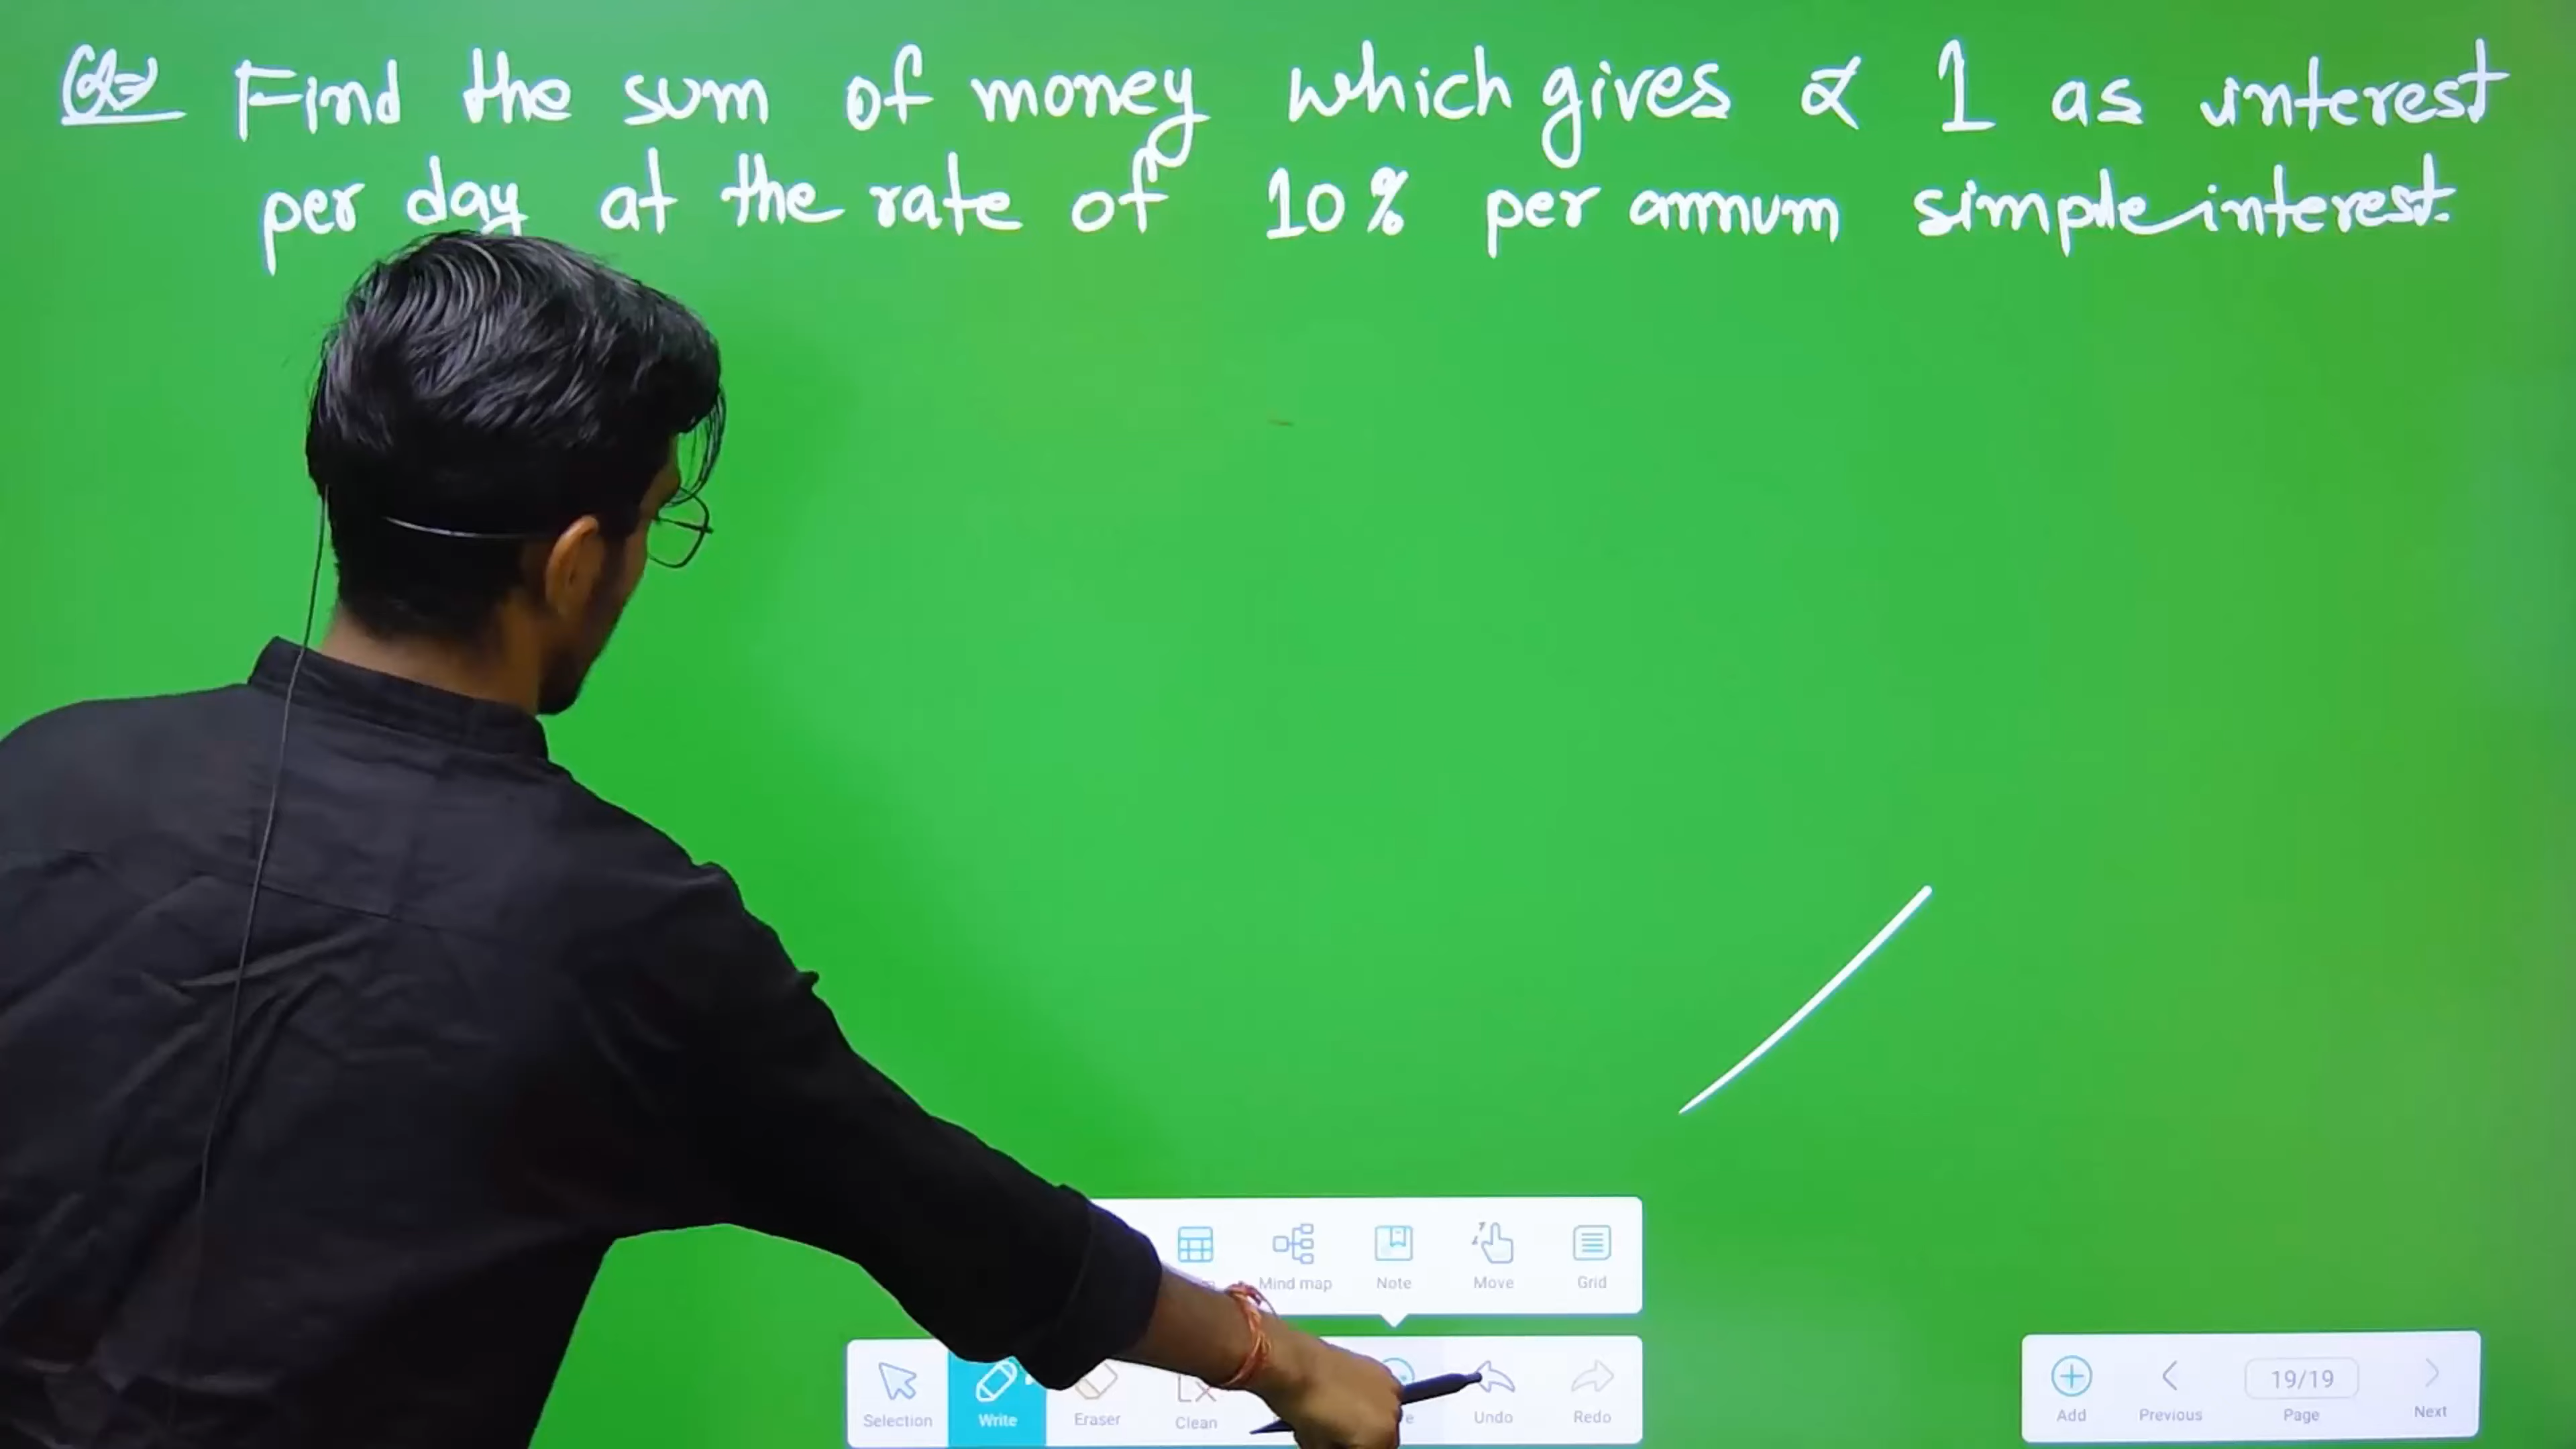 Q⇒ Find the sum of money which gives ₹ 1 as interest
per day at the rate of 10% per annum simple interest.
Mind map
Note
Move
Grid
Selection
Write
Eraser
Clean
Undo
Redo
Add
Previous
19/19
Page
Next